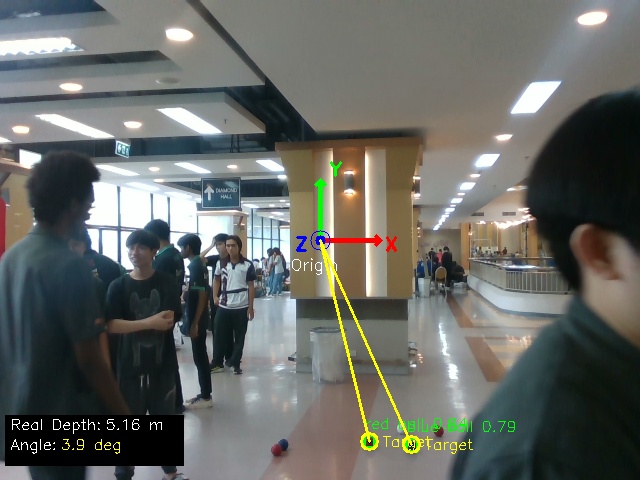 DIAMOND
HALL
Y
Z
X
Origin
0.79
Target
Target
Real Depth: 5.16 m
Angle: 3.9 deg